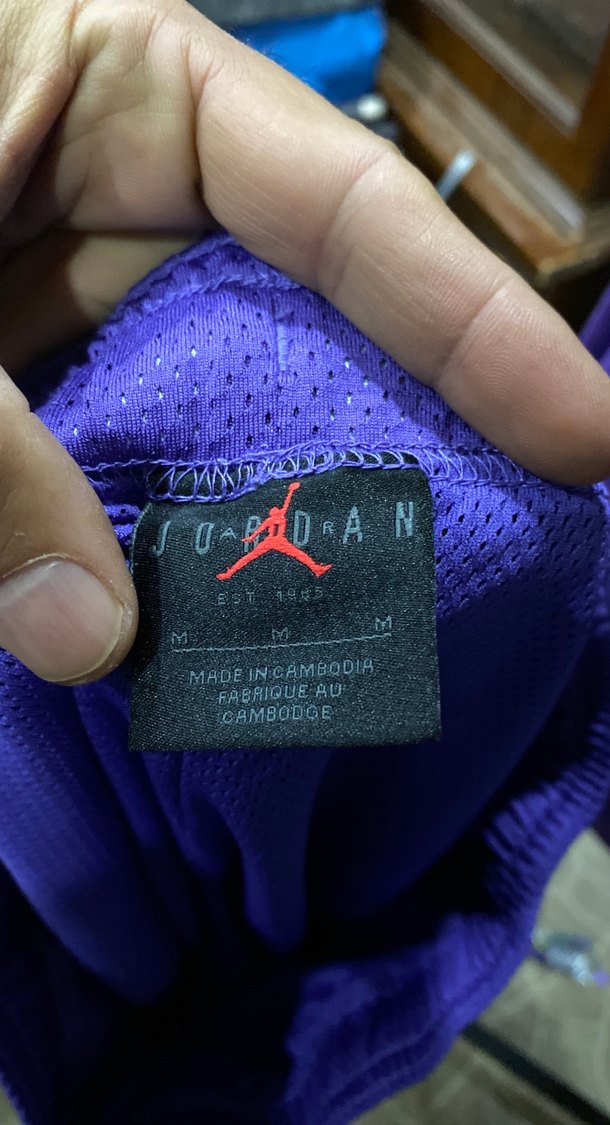 JORDAN
EST. 1985
M M M
MADE IN CAMBODIA
FABRIQUE AU
CAMBODGE